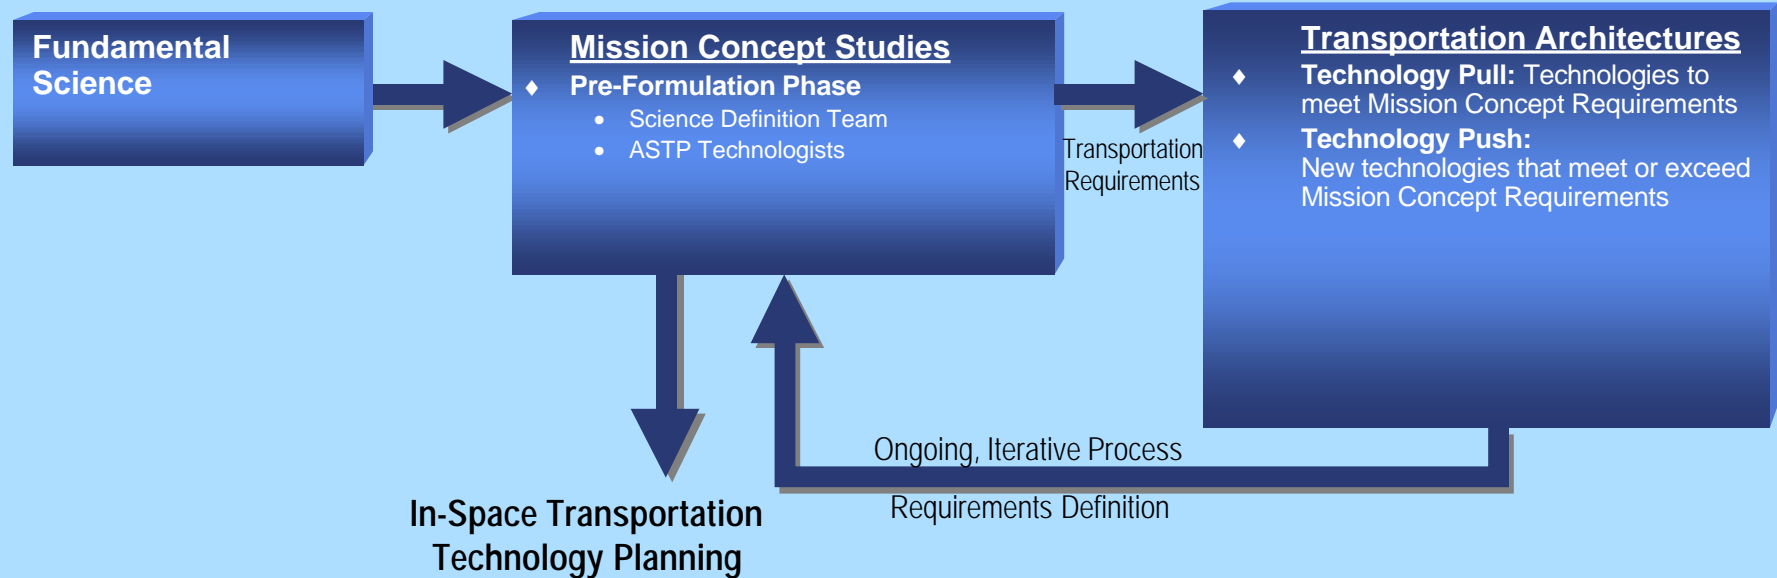 Fundamental
Science
Mission Concept Studies
♦ Pre-Formulation Phase
• Science Definition Team
• ASTP Technologists
Transportation
Requirements
Transportation Architectures
♦ Technology Pull: Technologies to
meet Mission Concept Requirements
♦ Technology Push:
New technologies that meet or exceed
Mission Concept Requirements
Ongoing, Iterative Process
Requirements Definition
In-Space Transportation
Technology Planning